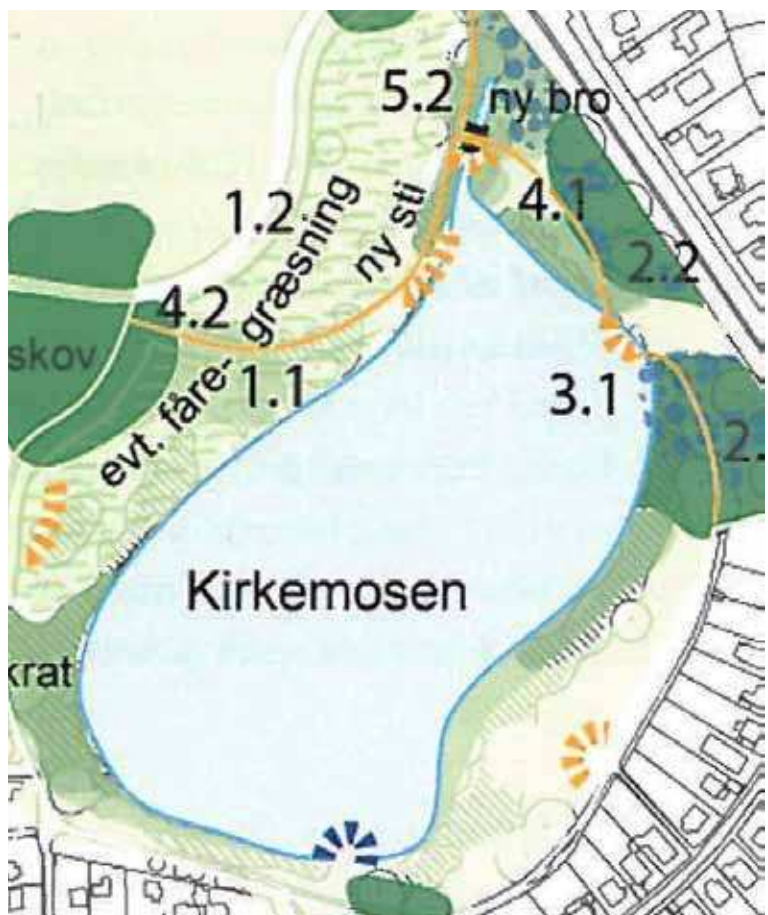 5.2
ny bro
4.1
1.2
ny sti
2.2
4.2
evt. fåre- græsning
skov
1.1
3.1
2.
Kirkemosen
krat